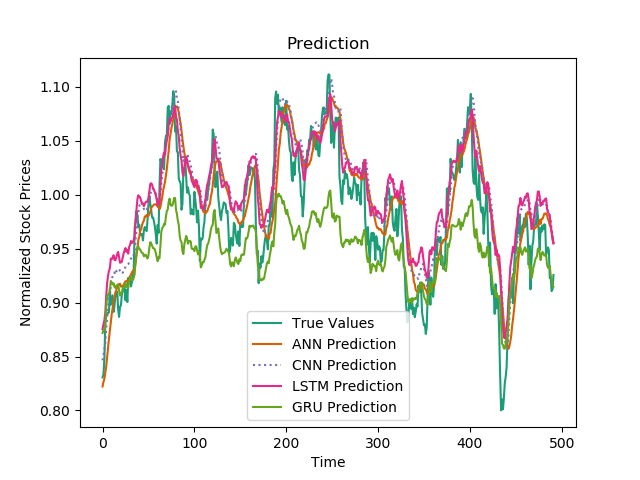 Prediction
Normalized Stock Prices
1.10
1.05
1.00
0.95
0.90
0.85
0.80
True Values
ANN Prediction
CNN Prediction
LSTM Prediction
GRU Prediction
0 100 200 300 400 500
Time